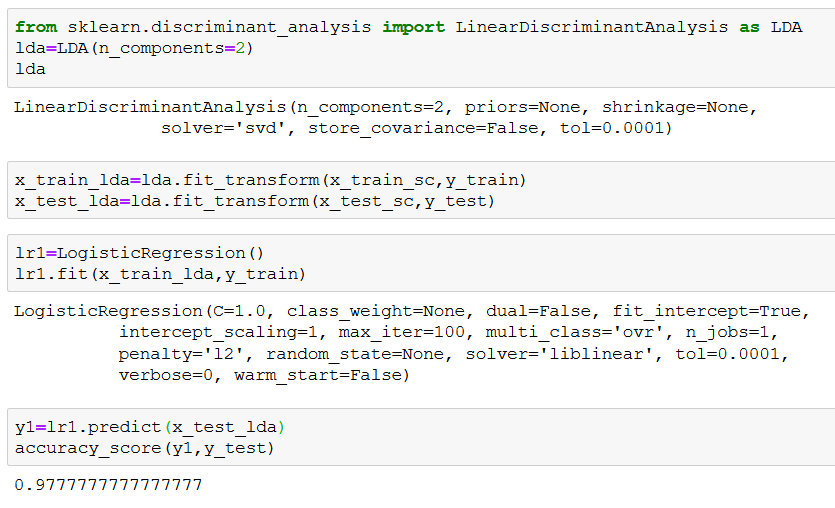 from sklearn.discriminant_analysis import LinearDiscriminantAnalysis as LDA
lda=LDA(n_components=2)
lda
LinearDiscriminantAnalysis(n_components=2, priors=None, shrinkage=None,
solver='svd', store_covariance=False, tol=0.0001)
x_train_lda=lda.fit_transform(x_train_sc,y_train)
x_test_lda=lda.fit_transform(x_test_sc,y_test)
lr1=LogisticRegression()
lr1.fit(x_train_lda,y_train)
LogisticRegression(C=1.0, class_weight=None, dual=False, fit_intercept=True,
intercept_scaling=1, max_iter=100, multi_class='ovr', n_jobs=1,
penalty='l2', random_state=None, solver='liblinear', tol=0.0001,
verbose=0, warm_start=False)
y1=lr1.predict(x_test_lda)
accuracy_score(y1,y_test)
0.9777777777777777